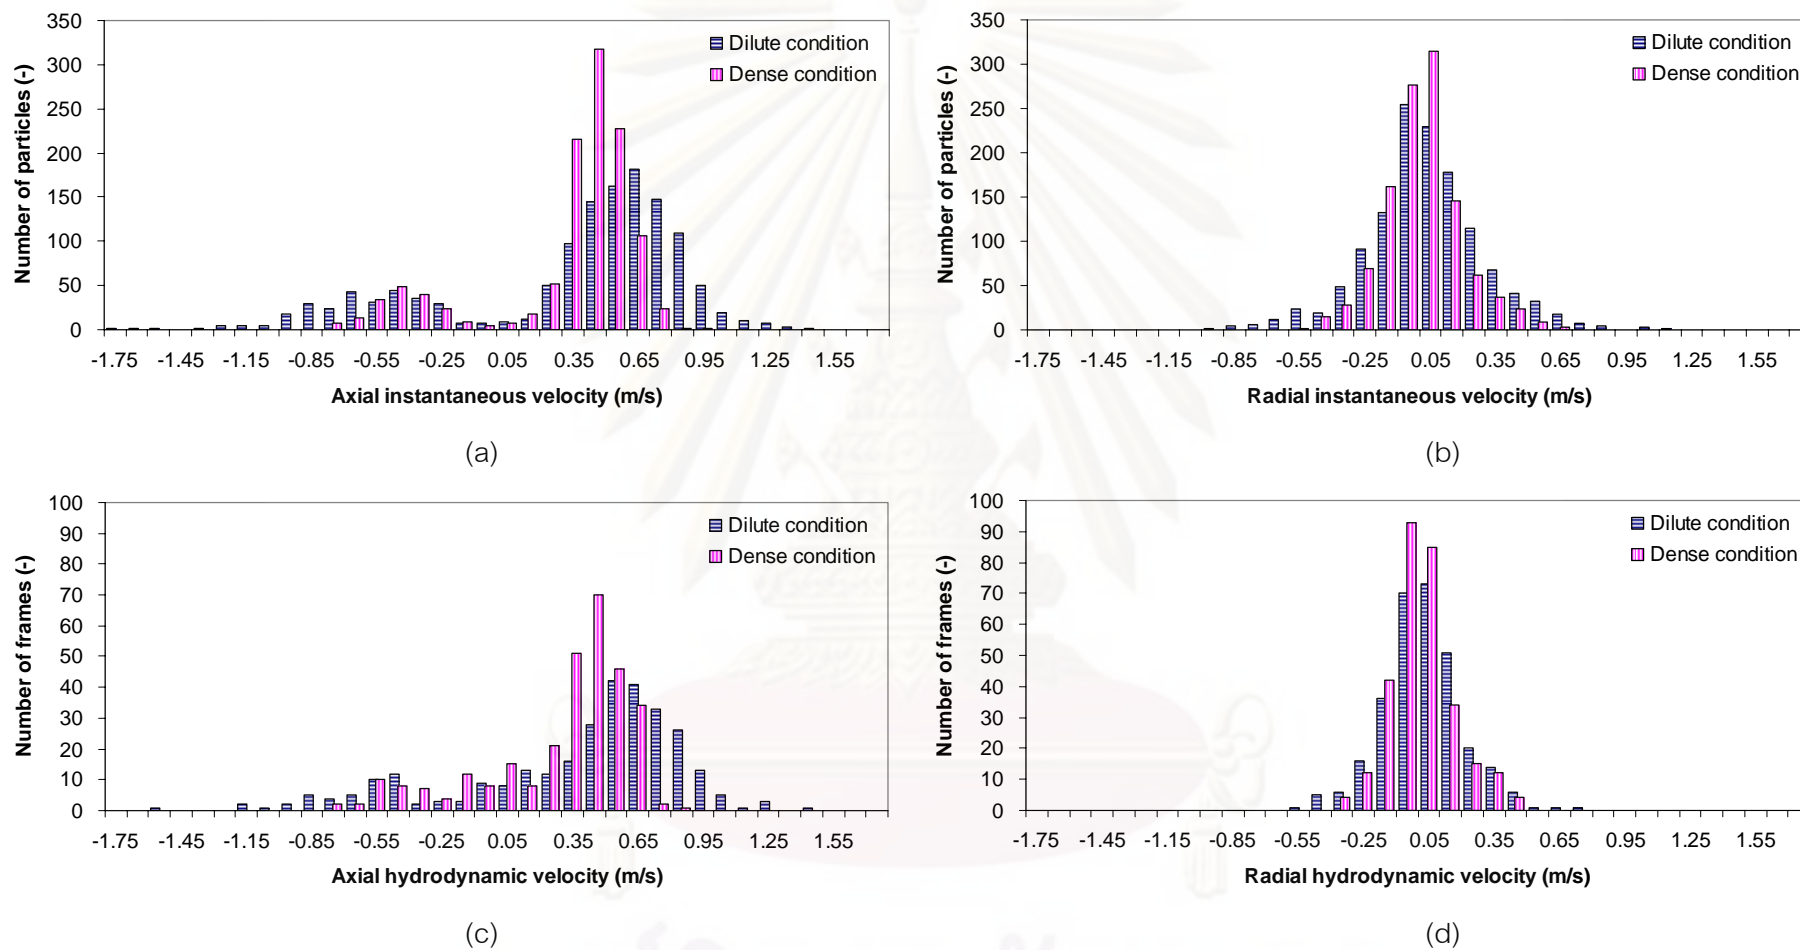 350
300
250
200
150
100
50
0
Number of particles (-)
Dilute condition
Dense condition
-1.75 -1.45 -1.15 -0.85 -0.55 -0.25 0.05 0.35 0.65 0.95 1.25 1.55
Axial instantaneous velocity (m/s)
(a)
350
300
250
200
150
100
50
0
Number of particles (-)
Dilute condition
Dense condition
-1.75 -1.45 -1.15 -0.85 -0.55 -0.25 0.05 0.35 0.65 0.95 1.25 1.55
Radial instantaneous velocity (m/s)
(b)
100
90
80
70
60
50
40
30
20
10
0
Number of frames (-)
Dilute condition
Dense condition
-1.75 -1.45 -1.15 -0.85 -0.55 -0.25 0.05 0.35 0.65 0.95 1.25 1.55
Axial hydrodynamic velocity (m/s)
(c)
100
90
80
70
60
50
40
30
20
10
0
Number of frames (-)
Dilute condition
Dense condition
-1.75 -1.45 -1.15 -0.85 -0.55 -0.25 0.05 0.35 0.65 0.95 1.25 1.55
Radial hydrodynamic velocity (m/s)
(d)